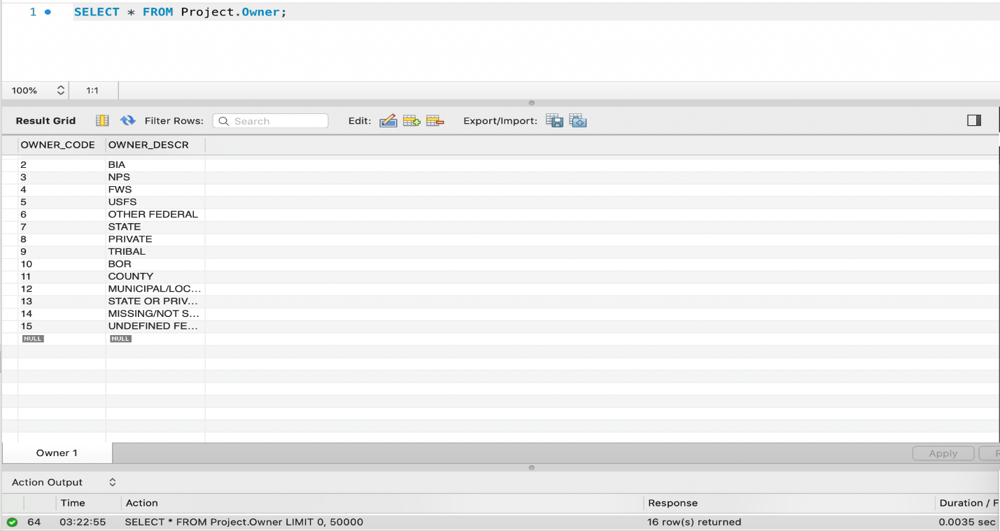 1 SELECT * FROM Project.Owner;
100% 1:1
Result Grid Filter Rows: Search Edit: Export/Import:
OWNER_CODE OWNER_DESCR
2 BIA
3 NPS
4 FWS
5 USFS
6 OTHER FEDERAL
7 STATE
8 PRIVATE
9 TRIBAL
10 BOR
11 COUNTY
12 MUNICIPAL/LOC...
13 STATE OR PRIV...
14 MISSING/NOT S...
15 UNDEFINED FE...
NULL NULL
Owner 1 Apply R
Action Output
Time Action Response Duration / F
64 03:22:55 SELECT * FROM Project.Owner LIMIT 0, 50000 16 row(s) returned 0.0035 sec